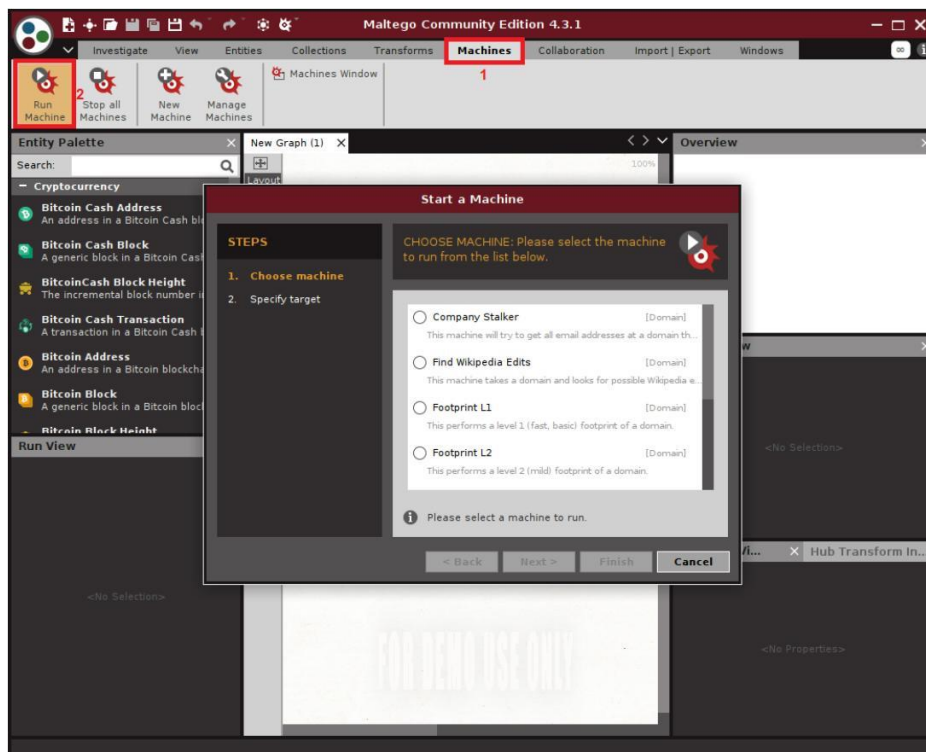 Maltego Community Edition 4.3.1
Investigate View Entities Collections Transforms Machines Collaboration Import | Export Windows
1
Run Machine
2
Stop all Machines
New Machine
Manage Machines
Machines Window
Entity Palette
New Graph (1)
Overview
Search:
100%
Layout
Cryptocurrency
Bitcoin Cash Address
An address in a Bitcoin Cash
Bitcoin Cash Block
A generic block in a Bitcoin
BitcoinCash Block Height
The incremental block number
Bitcoin Cash Transaction
A transaction in a Bitcoin Cash
Bitcoin Address
An address in a Bitcoin
Bitcoin Block
A generic block in a Bitcoin
Bitcoin Block Height
Run View
<No Selection>
Start a Machine
STEPS
1. Choose machine
2. Specify target
CHOOSE MACHINE: Please select the machine
to run from the list below.
Company Stalker [Domain]
This machine will try to get all email addresses at a domain th...
Find Wikipedia Edits [Domain]
This machine takes a domain and looks for possible Wikipedia e...
Footprint L1 [Domain]
This performs a level 1 (fast, basic) footprint of a domain.
Footprint L2 [Domain]
This performs a level 2 (mild) footprint of a domain.
Please select a machine to run.
< Back Next > Finish Cancel
<No Selection>
Hub Transform In...
<No Properties>
FOR DEMO USE ONLY